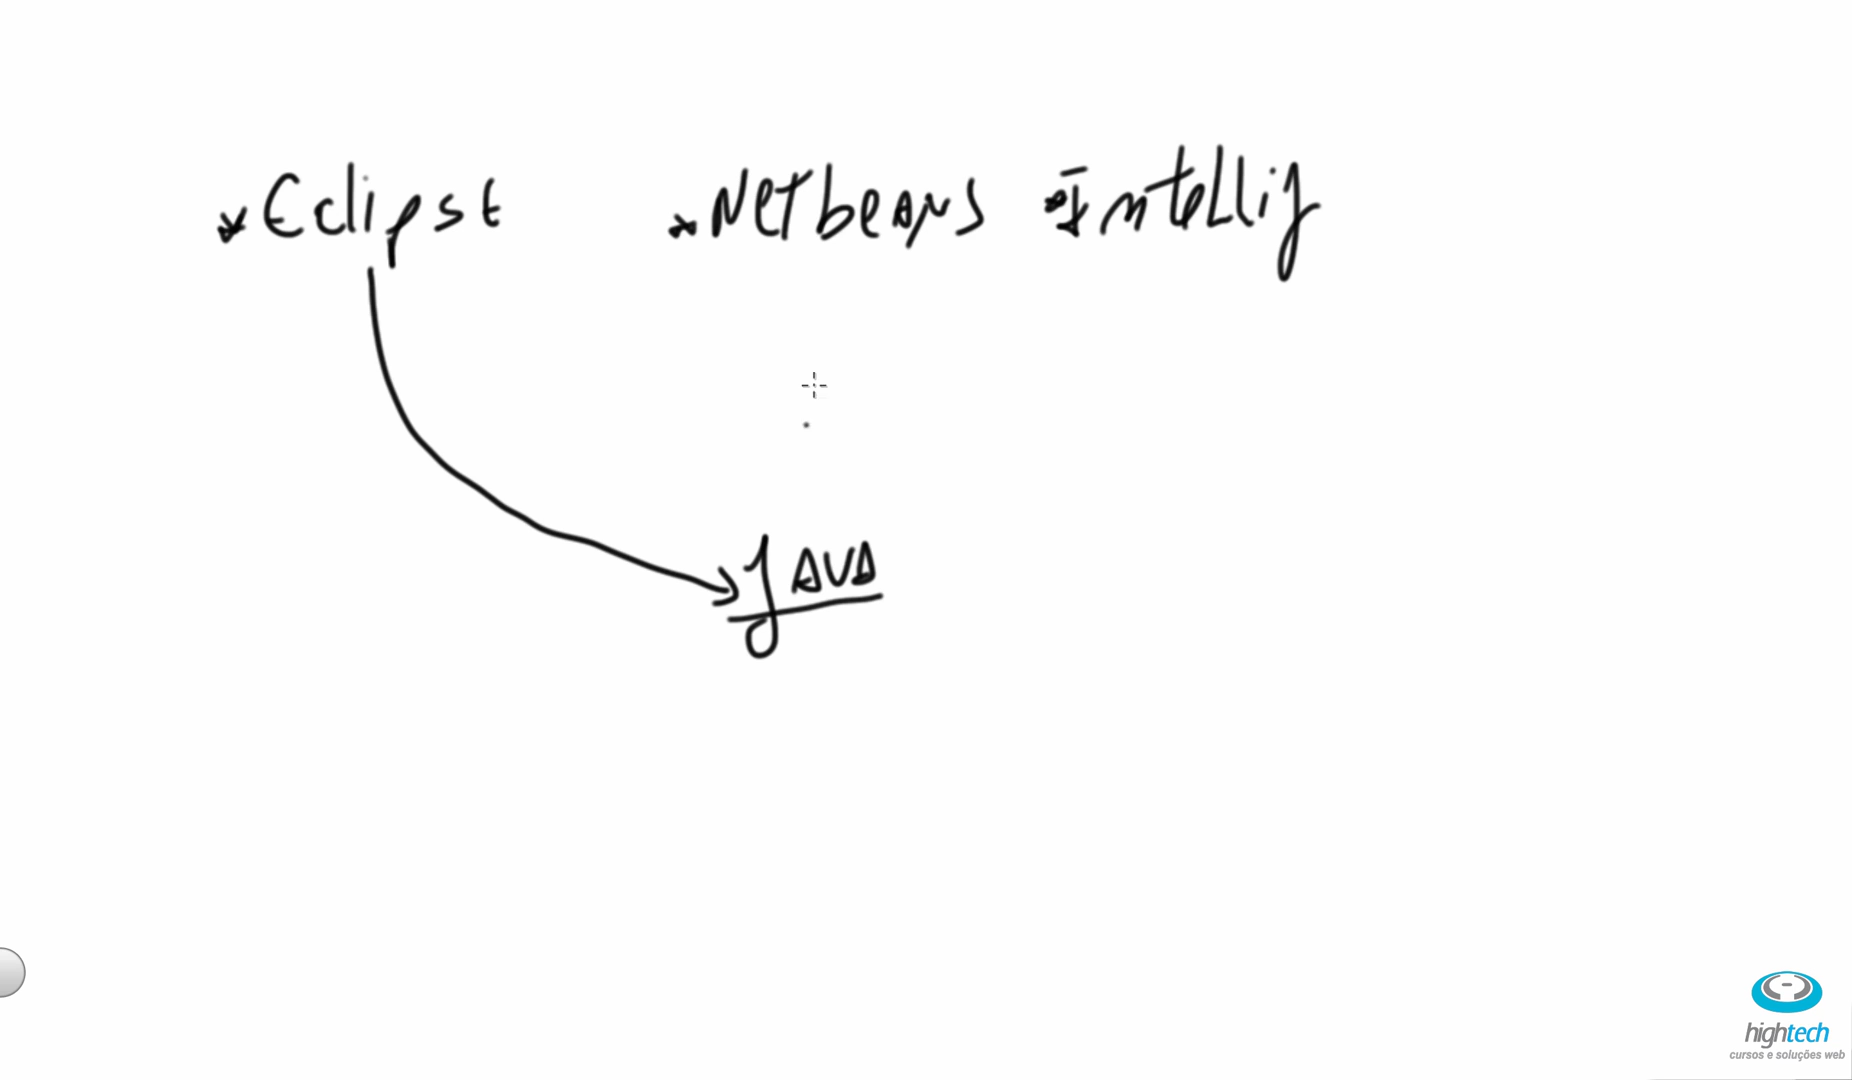 * Eclipse * Netbeans * Intellij
JAVA
hightech
cursos e soluções web